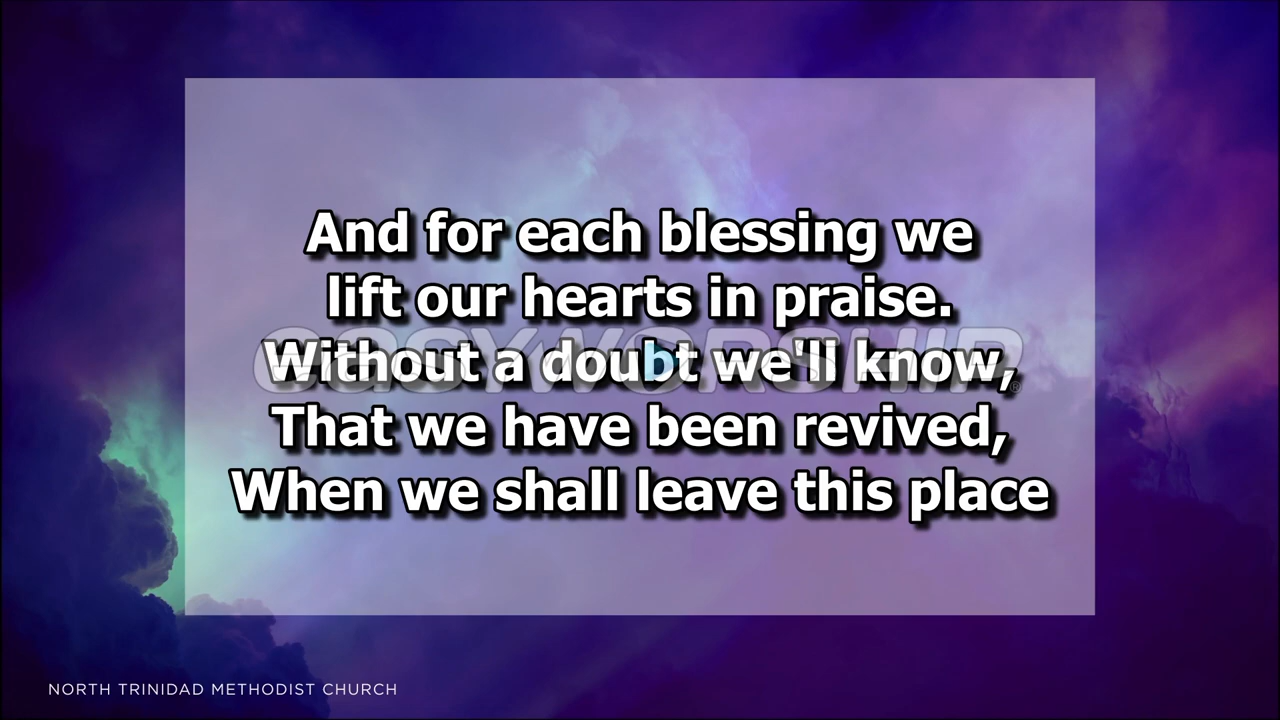 And for each blessing we
lift our hearts in praise.
EASYWORSHIP®
Without a doubt we'll know,
That we have been revived,
When we shall leave this place
NORTH TRINIDAD METHODIST CHURCH